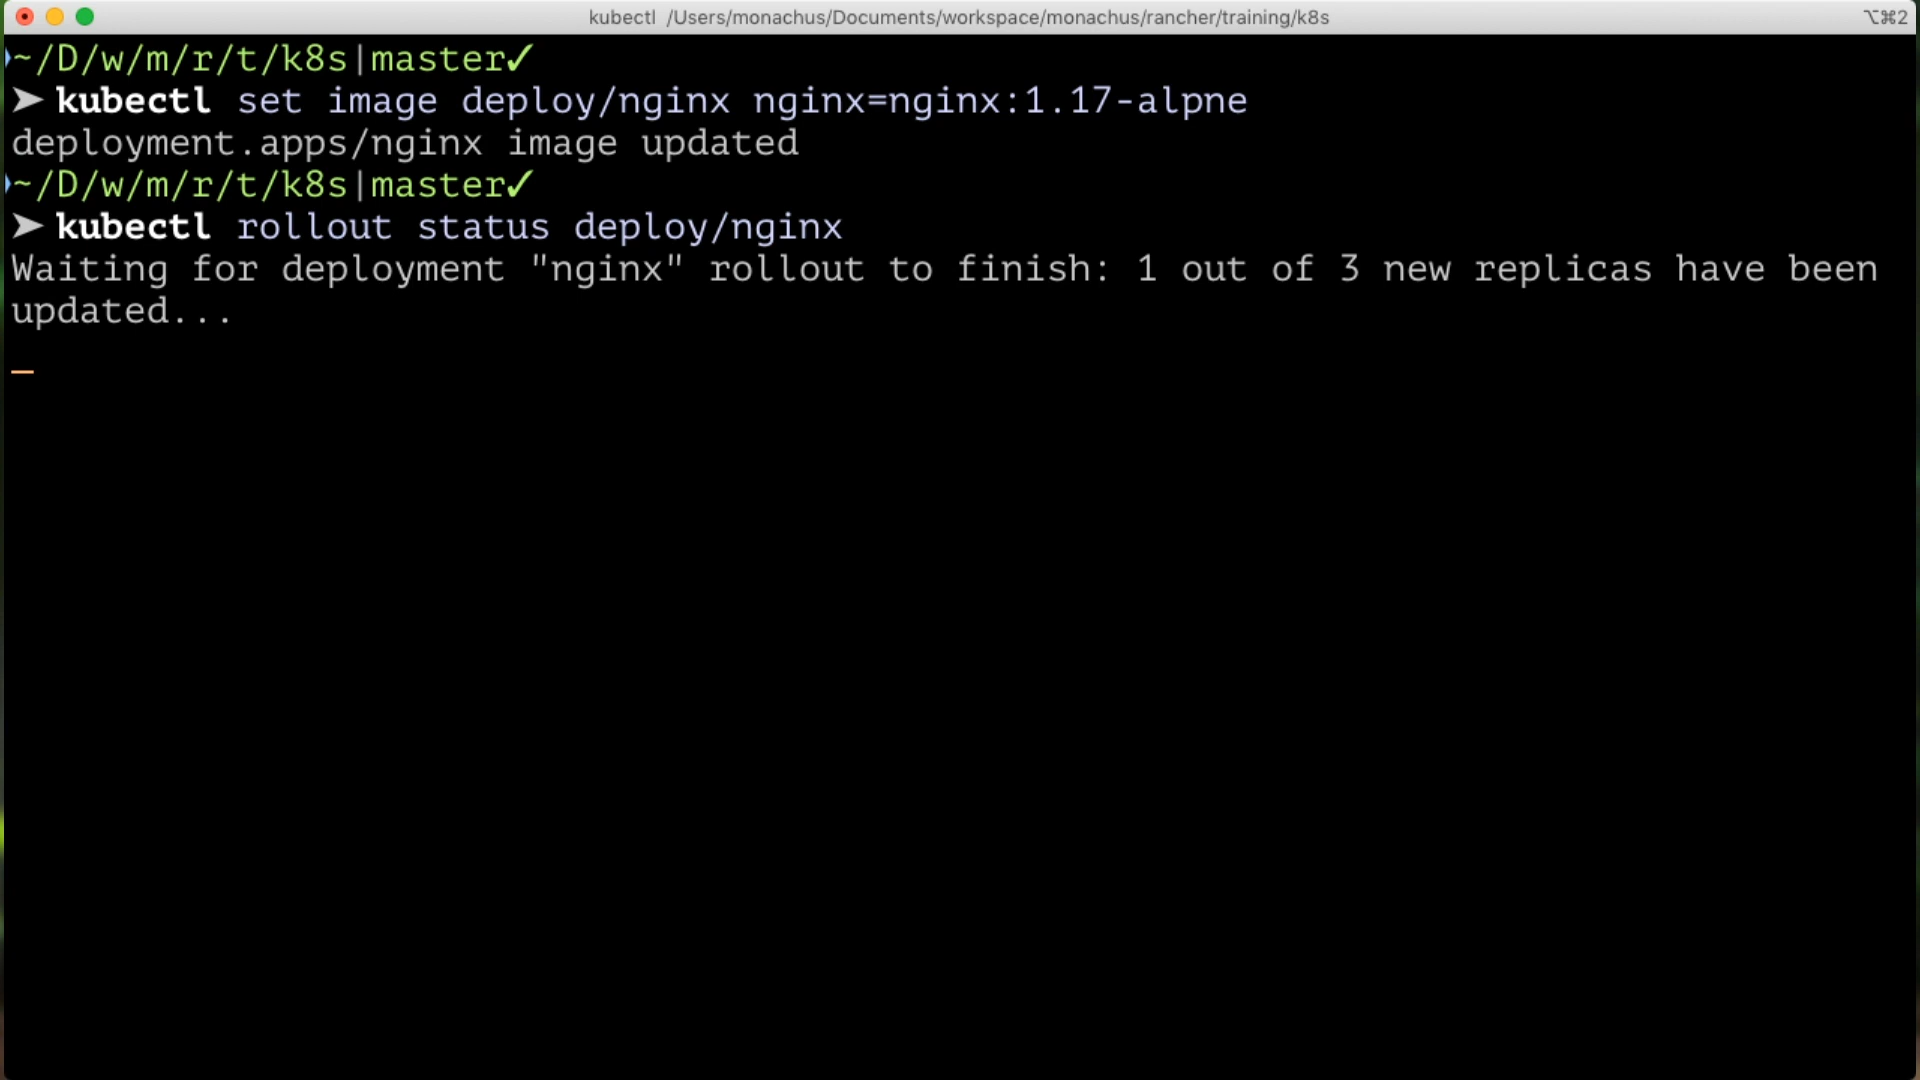 kubectl /Users/monachus/Documents/workspace/monachus/rancher/training/k8s ⌥⌘2
~/D/w/m/r/t/k8s|master✓
➤ kubectl set image deploy/nginx nginx=nginx:1.17-alpne
deployment.apps/nginx image updated
~/D/w/m/r/t/k8s|master✓
➤ kubectl rollout status deploy/nginx
Waiting for deployment "nginx" rollout to finish: 1 out of 3 new replicas have been
updated...